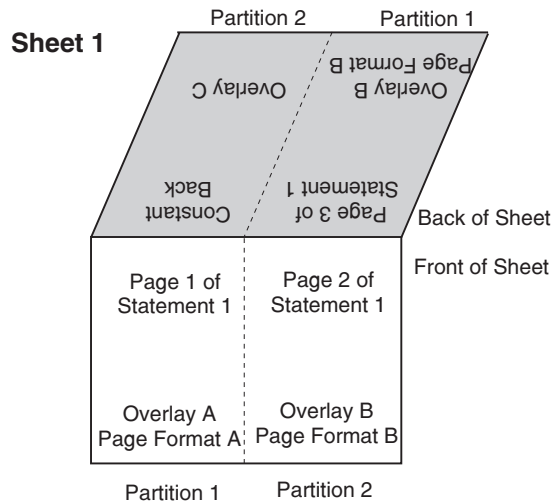 Sheet 1
Partition 2
Partition 1
Overlay C
Page Format B
Overlay B
Constant
Back
Page 3 of
Statement 1
Back of Sheet
Front of Sheet
Page 1 of
Statement 1
Page 2 of
Statement 1
Overlay A
Page Format A
Overlay B
Page Format B
Partition 1
Partition 2